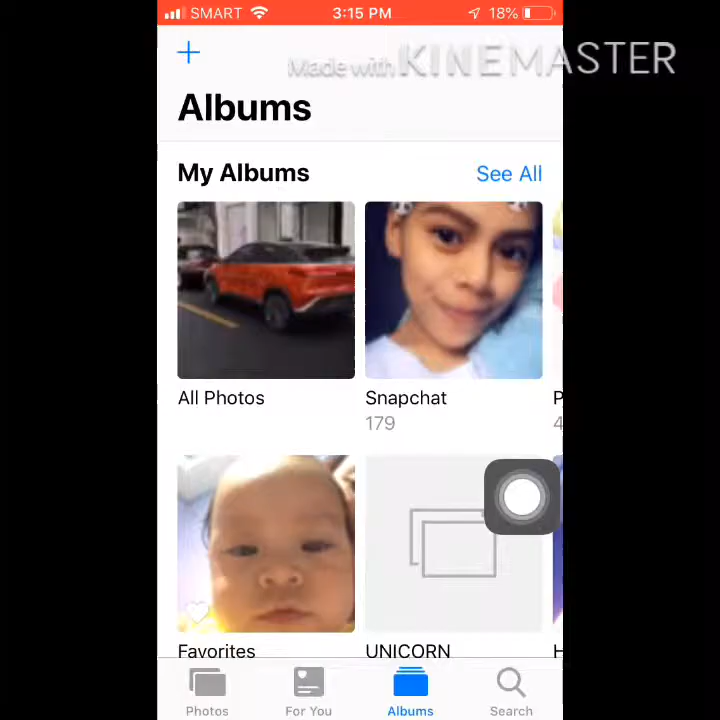 SMART 3:15 PM 18%
Made with KINEMASTER
Albums
My Albums See All
All Photos Snapchat P
179 4
Favorites UNICORN H
Photos For You Albums Search